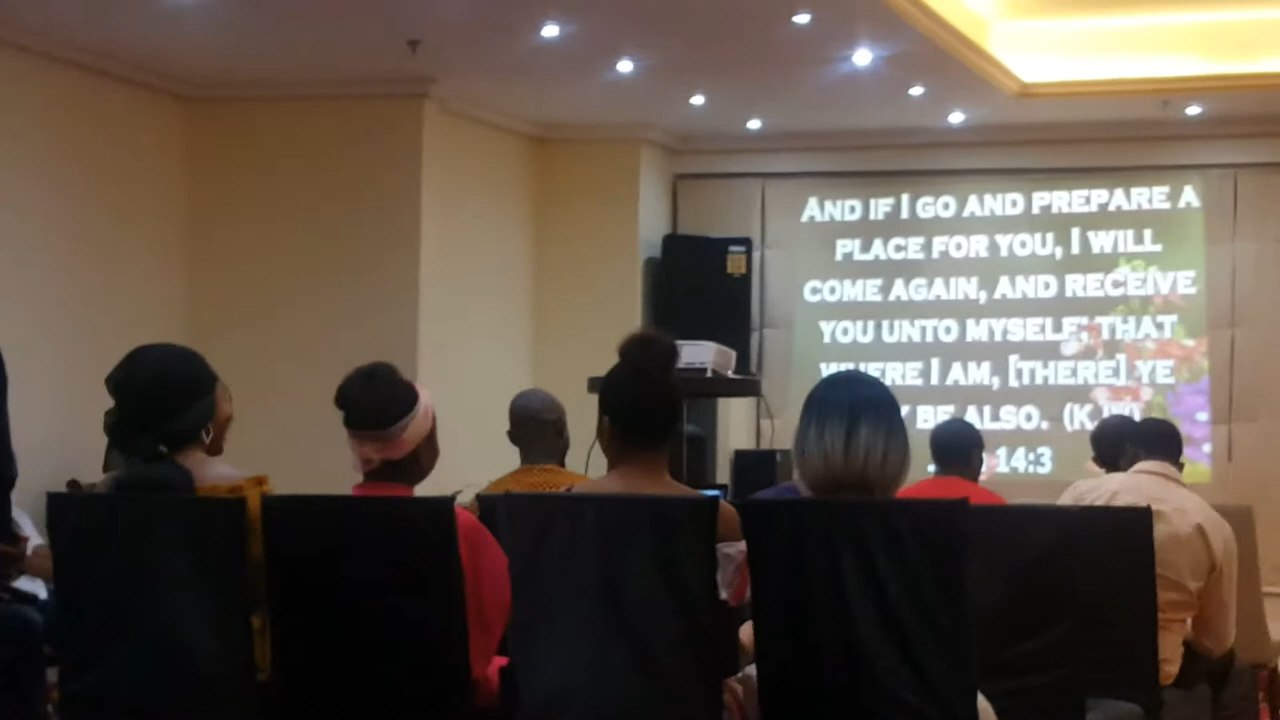 AND IF I GO AND PREPARE A
PLACE FOR YOU, I WILL
COME AGAIN, AND RECEIVE
YOU UNTO MYSELF; THAT
WHERE I AM, [THERE] YE
BE ALSO. (KJV)
14:3